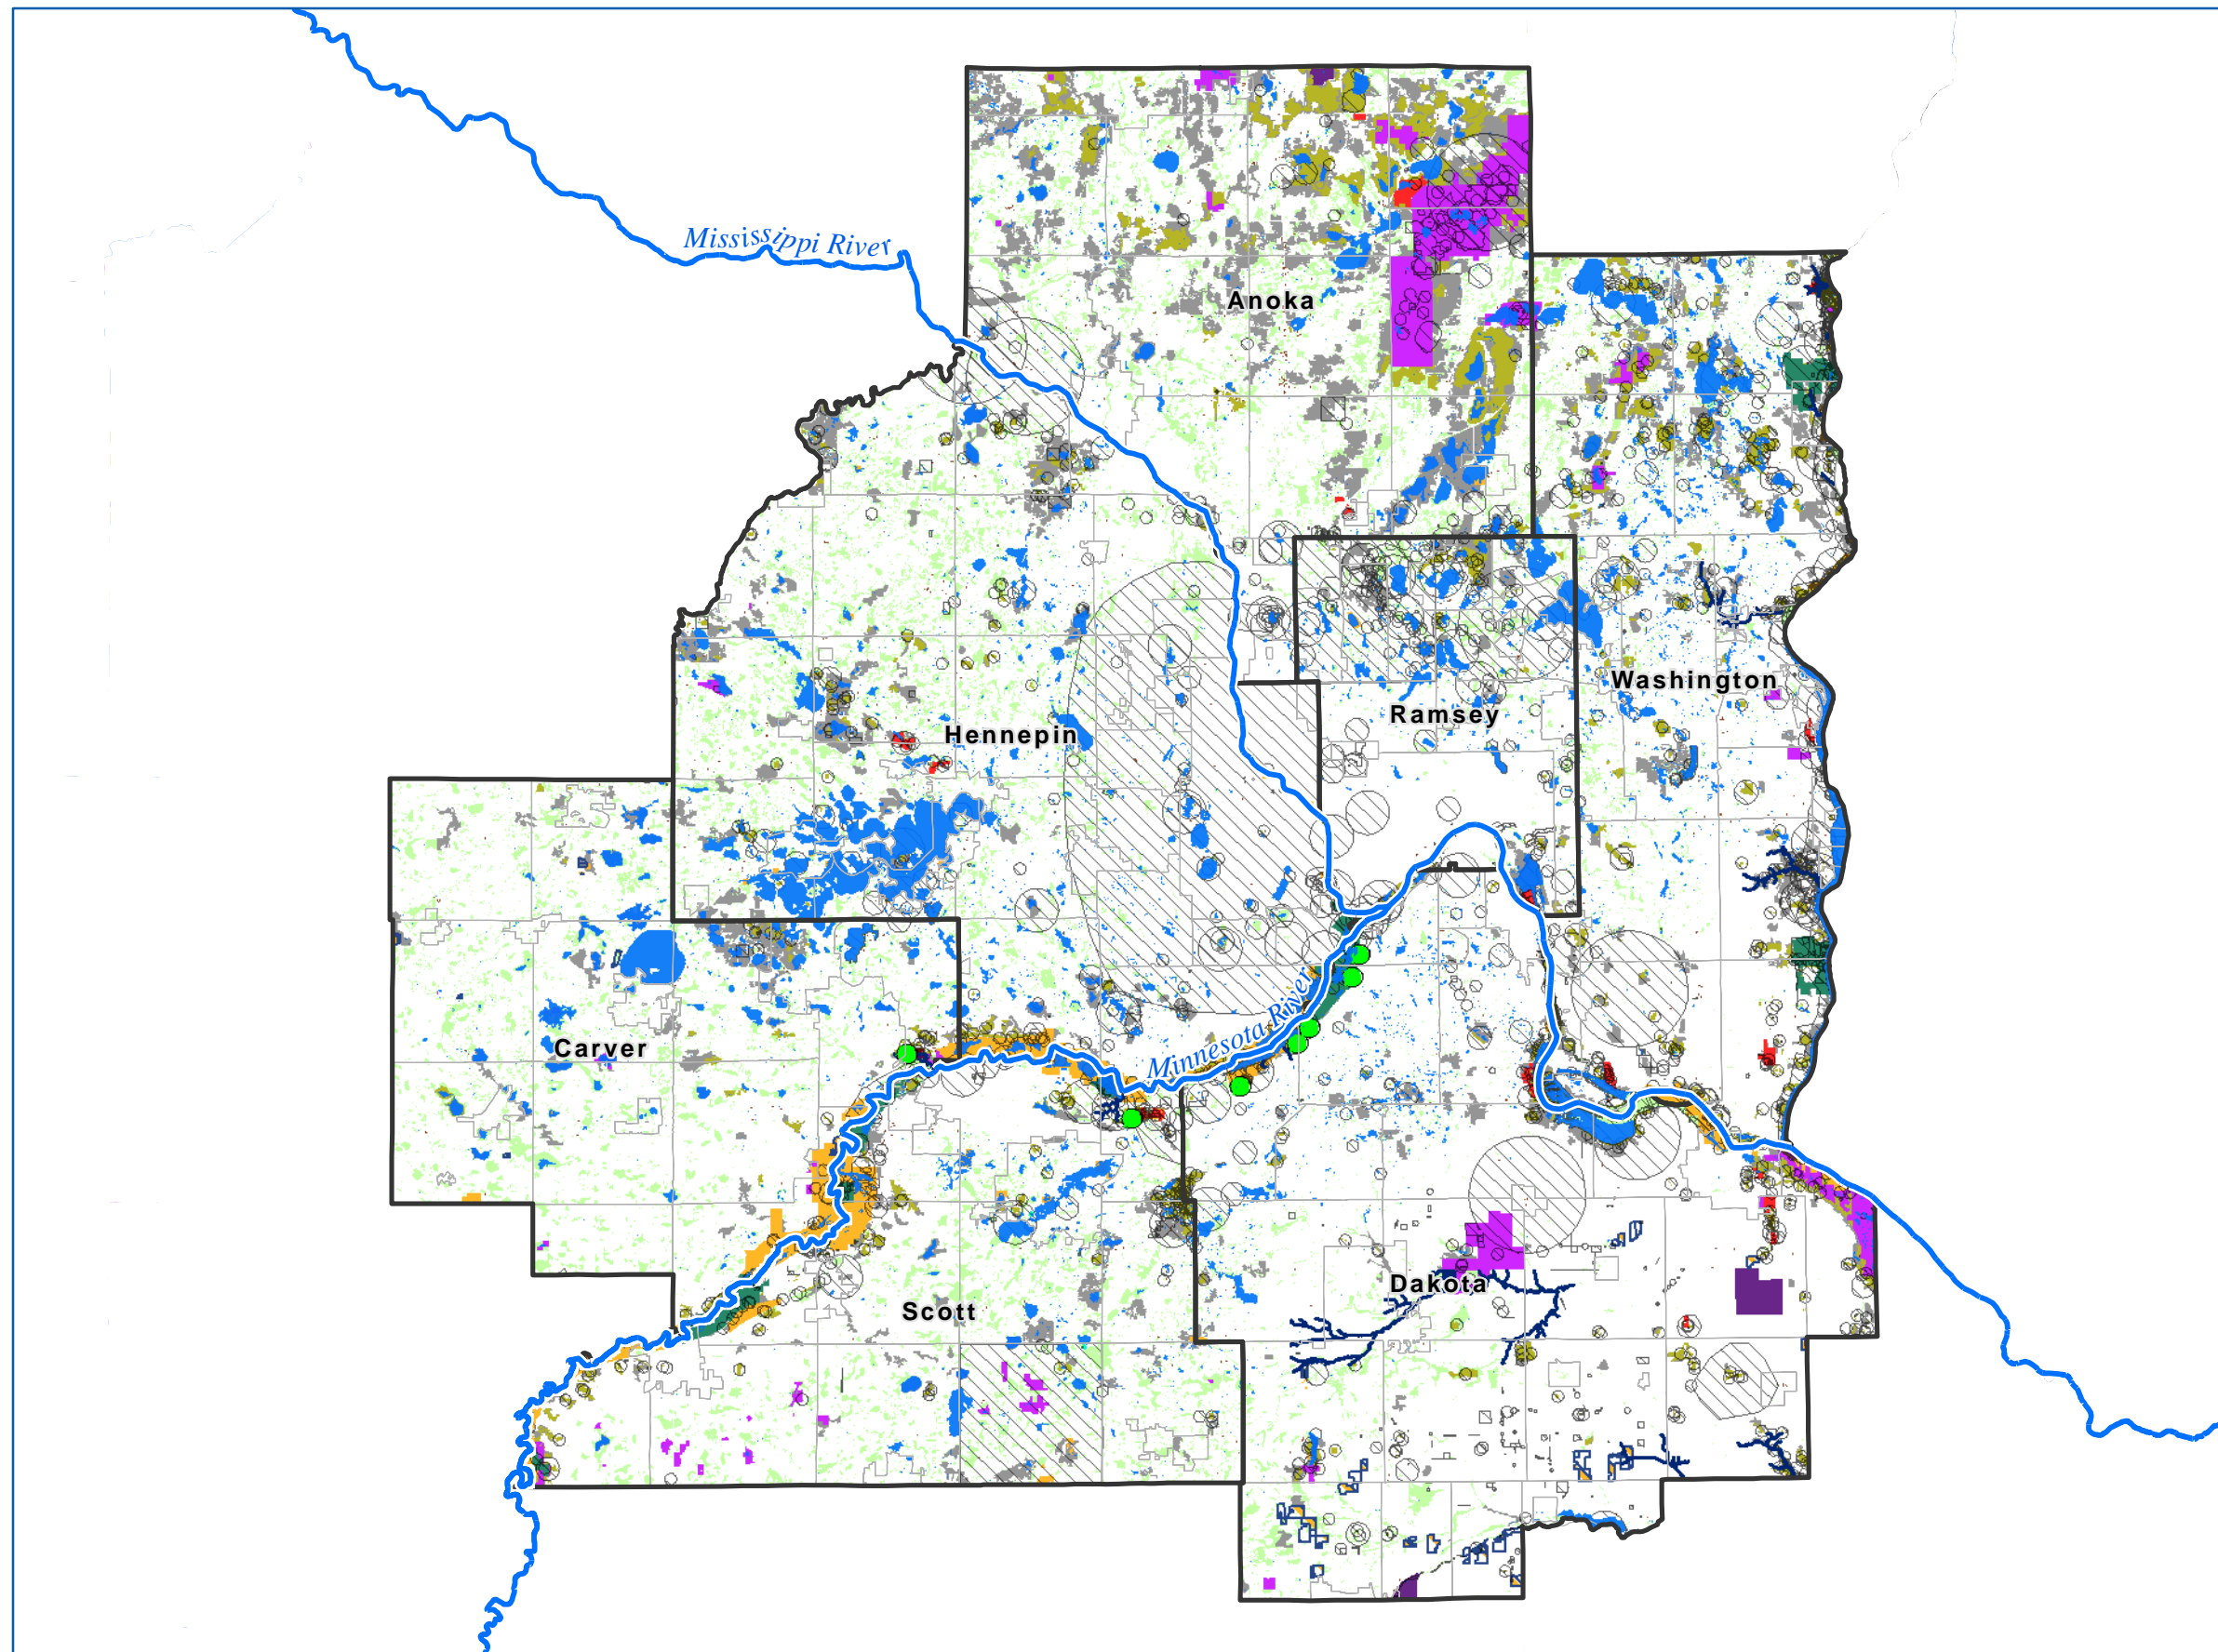 Mississippi River
Anoka
Washington
Ramsey
Hennepin
Minnesota River
Carver
Dakota
Scott